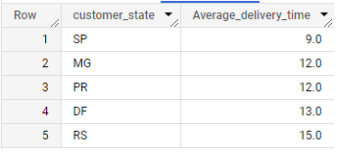 Row customer_state Average_delivery_time
1 SP 9.0
2 MG 12.0
3 PR 12.0
4 DF 13.0
5 RS 15.0